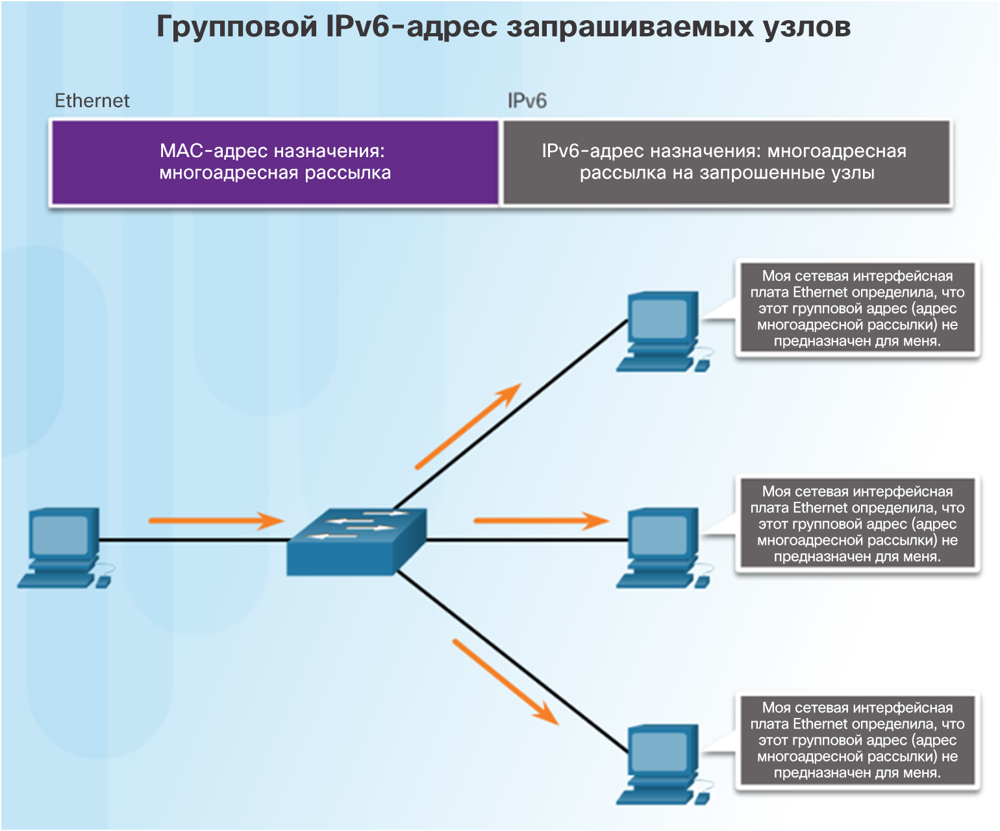 Групповой IPv6-адрес запрашиваемых узлов
Ethernet
IPv6
MAC-адрес назначения:
многоадресная рассылка
IPv6-адрес назначения: многоадресная
рассылка на запрошенные узлы
Моя сетевая интерфейсная
плата Ethernet определила, что
этот групповой адрес (адрес
многоадресной рассылки) не
предназначен для меня.
Моя сетевая интерфейсная
плата Ethernet определила, что
этот групповой адрес (адрес
многоадресной рассылки) не
предназначен для меня.
Моя сетевая интерфейсная
плата Ethernet определила, что
этот групповой адрес (адрес
многоадресной рассылки) не
предназначен для меня.